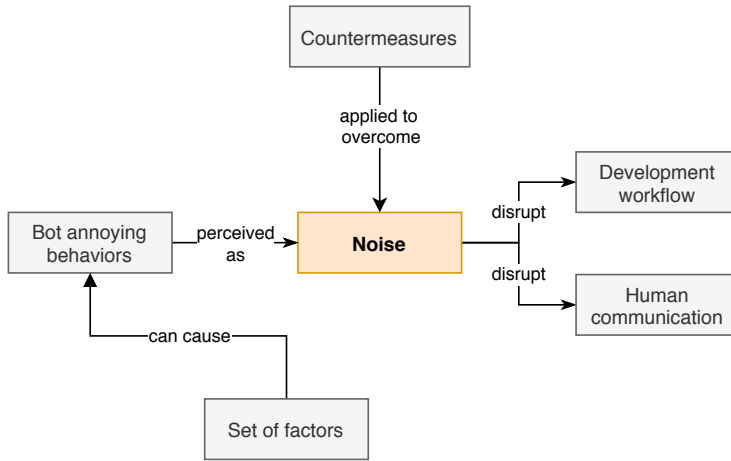 Countermeasures
applied to
overcome
Development
workflow
disrupt
Bot annoying
behaviors
perceived
as
Noise
disrupt
Human
communication
can cause
Set of factors